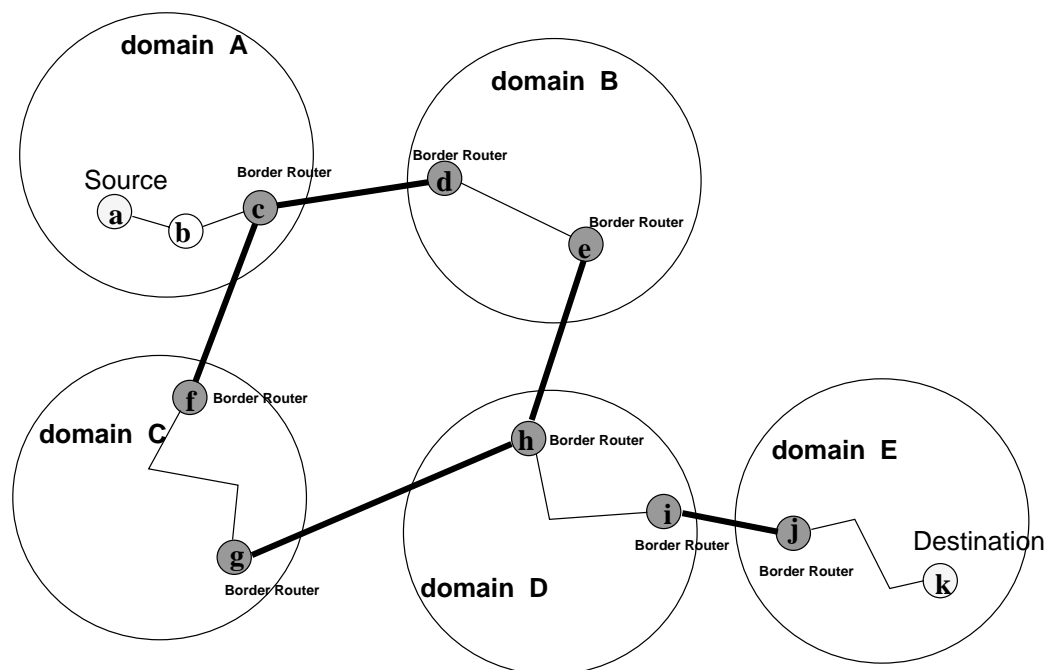 domain A
domain B
Border Router
Border Router
Source
d
a
c
b
Border Router
e
f
Border Router
domain C
h
Border Router
domain E
i
j
Destination
Border Router
g
Border Router
Border Router
domain D
k